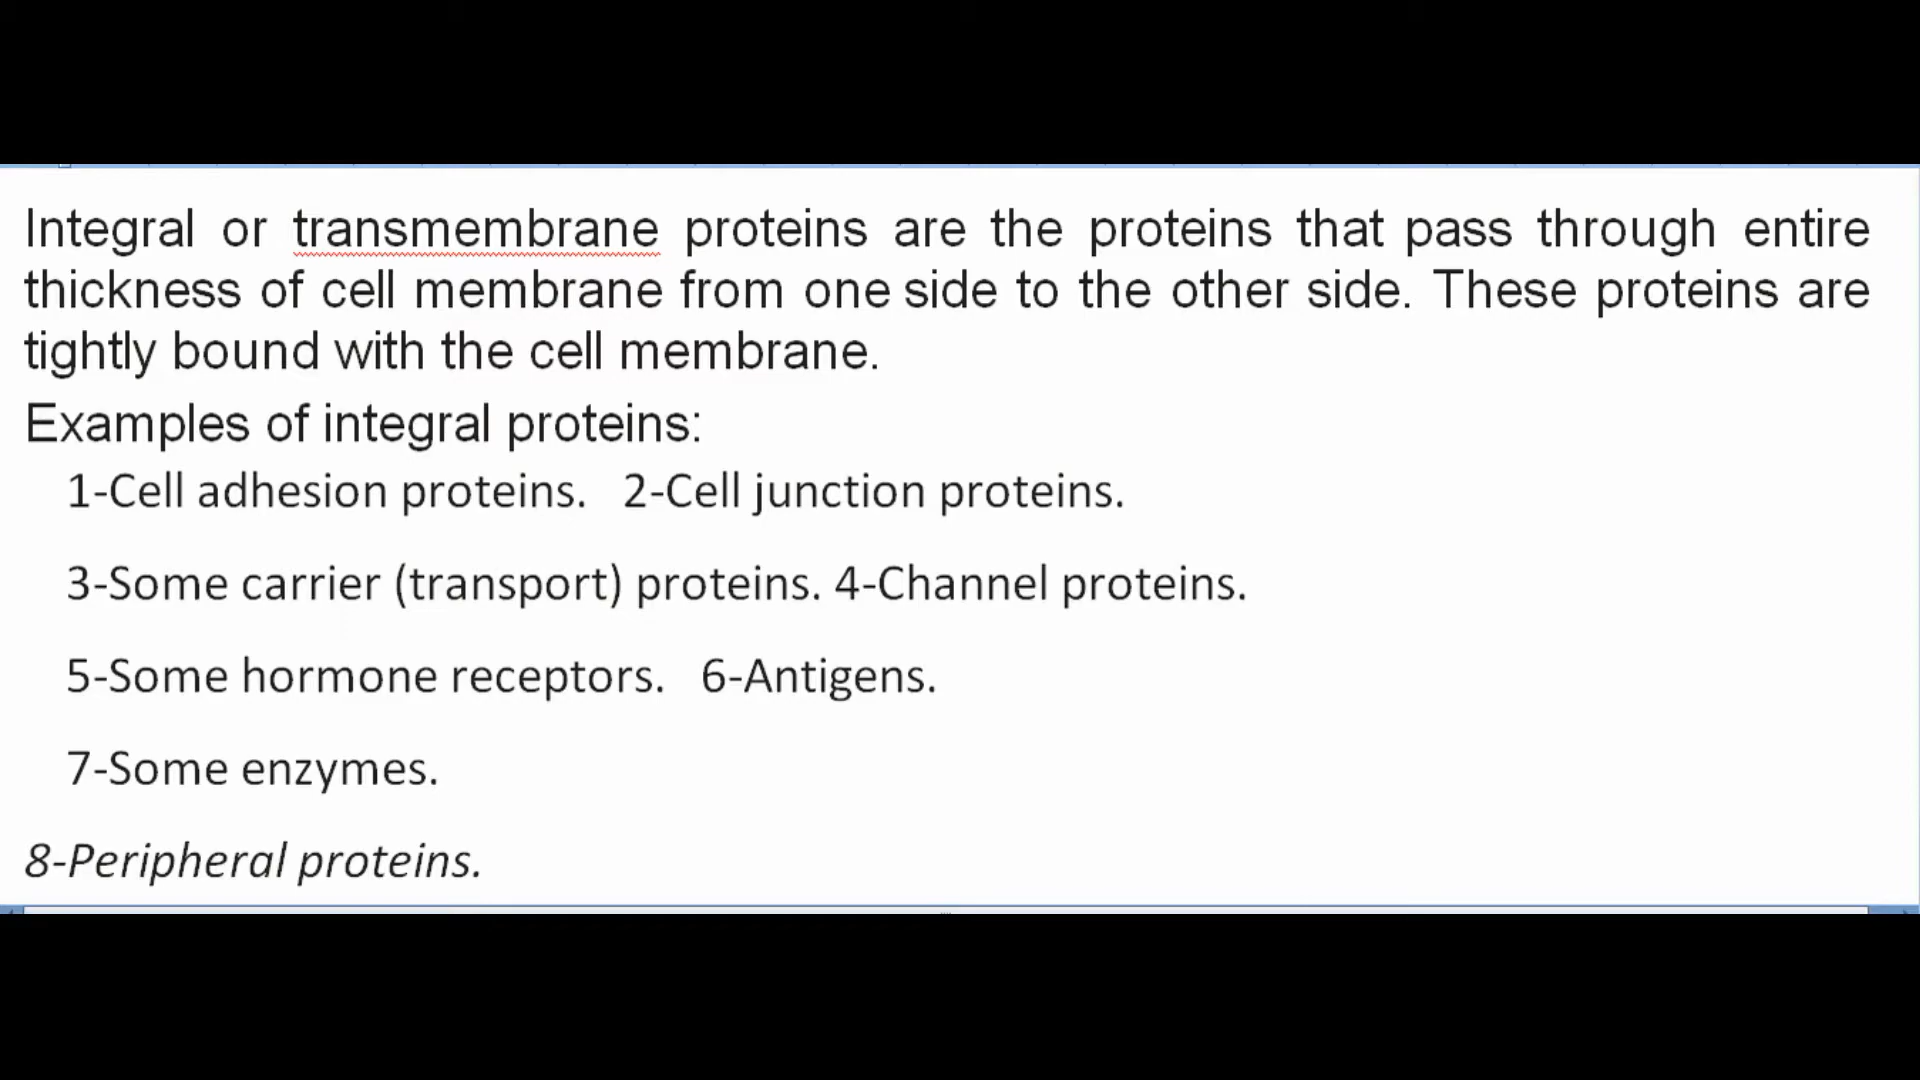 Integral or transmembrane proteins are the proteins that pass through entire
thickness of cell membrane from one side to the other side. These proteins are
tightly bound with the cell membrane.
Examples of integral proteins:
1-Cell adhesion proteins. 2-Cell junction proteins.
3-Some carrier (transport) proteins. 4-Channel proteins.
5-Some hormone receptors. 6-Antigens.
7-Some enzymes.
8-Peripheral proteins.